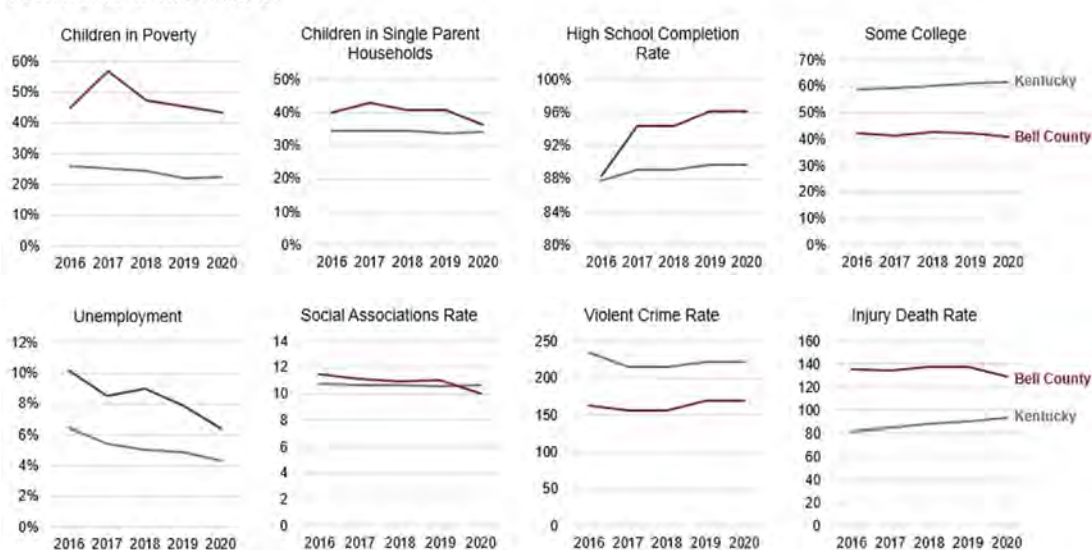 Children in Poverty
60%
50%
40%
30%
20%
10%
0%
2016 2017 2018 2019 2020
Children in Single Parent
Households
50%
40%
30%
20%
10%
0%
2016 2017 2018 2019 2020
High School Completion
Rate
100%
96%
92%
88%
84%
80%
2016 2017 2018 2019 2020
Some College
70%
60%
50%
40%
30%
20%
10%
0%
Kentucky
Bell County
2016 2017 2018 2019 2020
Unemployment
12%
10%
8%
6%
4%
2%
0%
2016 2017 2018 2019 2020
Social Associations Rate
14
12
10
8
6
4
2
0
2016 2017 2018 2019 2020
Violent Crime Rate
250
200
150
100
50
0
2016 2017 2018 2019 2020
Injury Death Rate
160
140
120
100
80
60
40
20
0
Bell County
Kentucky
2016 2017 2018 2019 2020